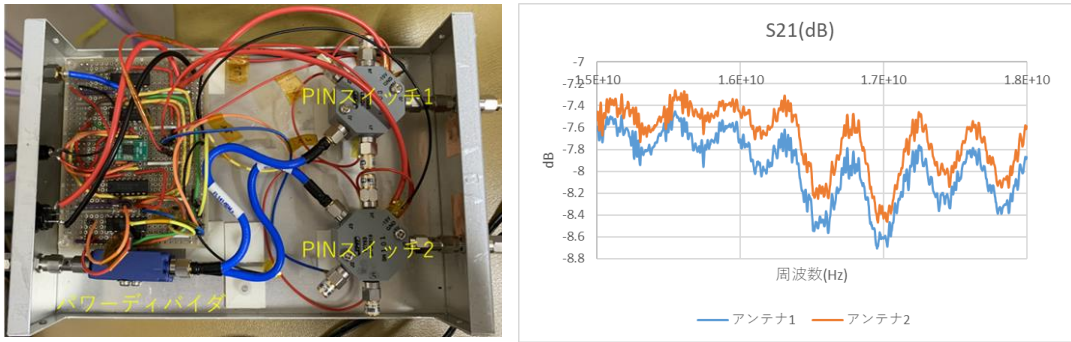 PINスイッチ1
PINスイッチ2
パワーディバイダ
S21(dB)
-7
-7.2
-7.4
-7.6
-7.8
-8
-8.2
-8.4
-8.6
-8.8
1.5E+10
1.6E+10
1.7E+10
1.8E+10
dB
周波数(Hz)
アンテナ1
アンテナ2